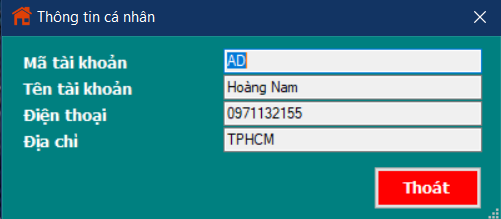 Thông tin cá nhân
Mã tài khoản AD
Tên tài khoản Hoàng Nam
Điện thoại 0971132155
Địa chỉ TPHCM
Thoát